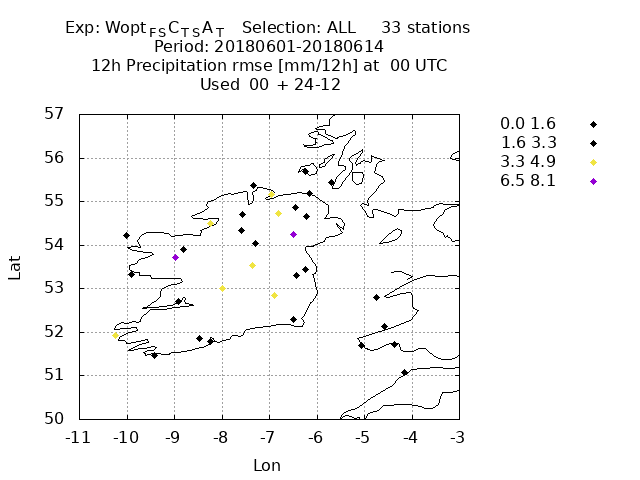 Exp: Wopt FSCTSAT   Selection: ALL     33 stations
Period: 20180601-20180614
12h Precipitation rmse [mm/12h] at  00 UTC
Used  00  + 24-12
57
56
55
54
53
52
51
50
-11 -10 -9 -8 -7 -6 -5 -4 -3
Lat
Lon
0.0 1.6
1.6 3.3
3.3 4.9
6.5 8.1